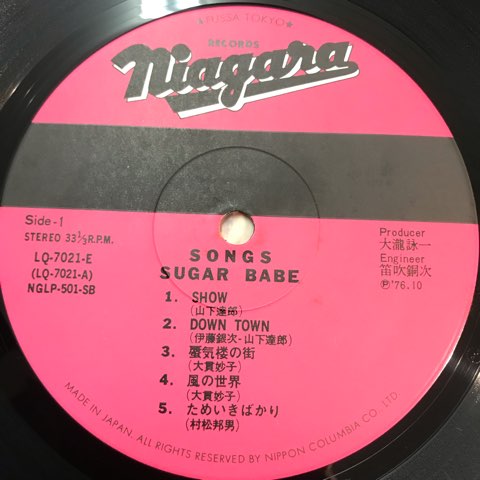 ★FUSSA TOKYO★
RECORDS
Niagara
Side-1
STEREO 33⅓R.P.M.
LQ-7021-E
(LQ-7021-A)
NGLP-501-SB
Producer
大瀧詠一
Engineer
笛吹銅次
Ⓟ'76.10
SONGS
SUGAR BABE
1. SHOW
(山下達郎)
2. DOWN TOWN
(伊藤銀次-山下達郎)
3. 蜃気楼の街
(大貫妙子)
4. 風の世界
(大貫妙子)
5. ためいきばかり
(村松邦男)
MADE IN JAPAN. ALL RIGHTS RESERVED BY NIPPON COLUMBIA CO. LTD